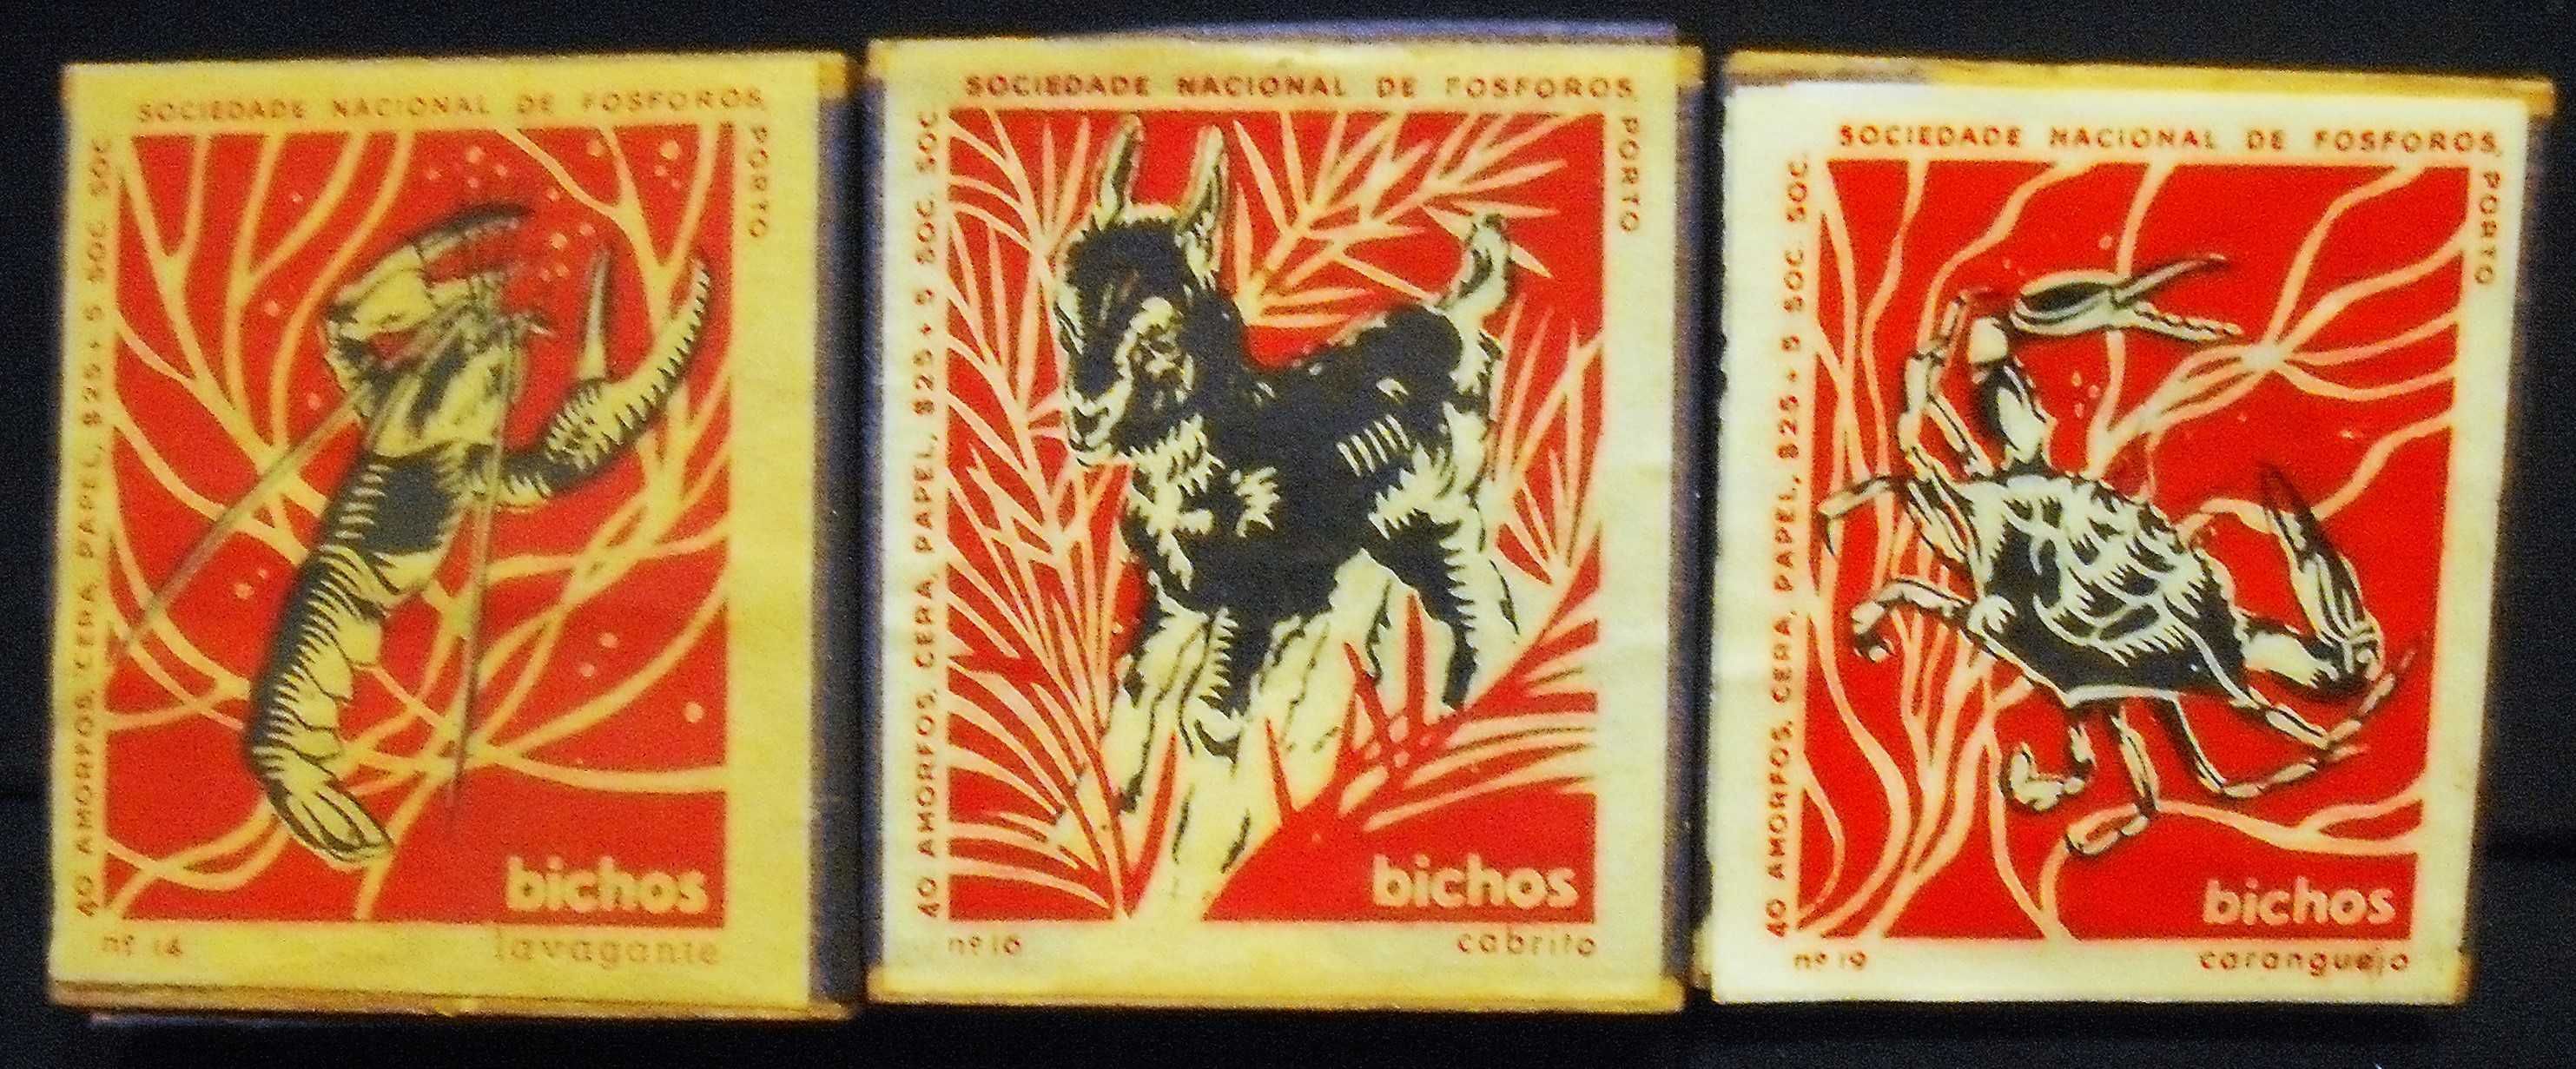 SOCIEDADE NACIONAL DE FOSFOROS,
PORTO
40 AMORFOS, CERA, PAPEL, $25+5 SOC. SOC
bichos
nº 14
lavagante
SOCIEDADE NACIONAL DE FOSFOROS,
PORTO
40 AMORFOS, CERA, PAPEL, $25+5 SOC. SOC.
bichos
nº 16
cabrito
SOCIEDADE NACIONAL DE FOSFOROS,
PORTO
40 AMORFOS, CERA, PAPEL, $25+5 SOC. SOC
bichos
nº 19
caranguejo